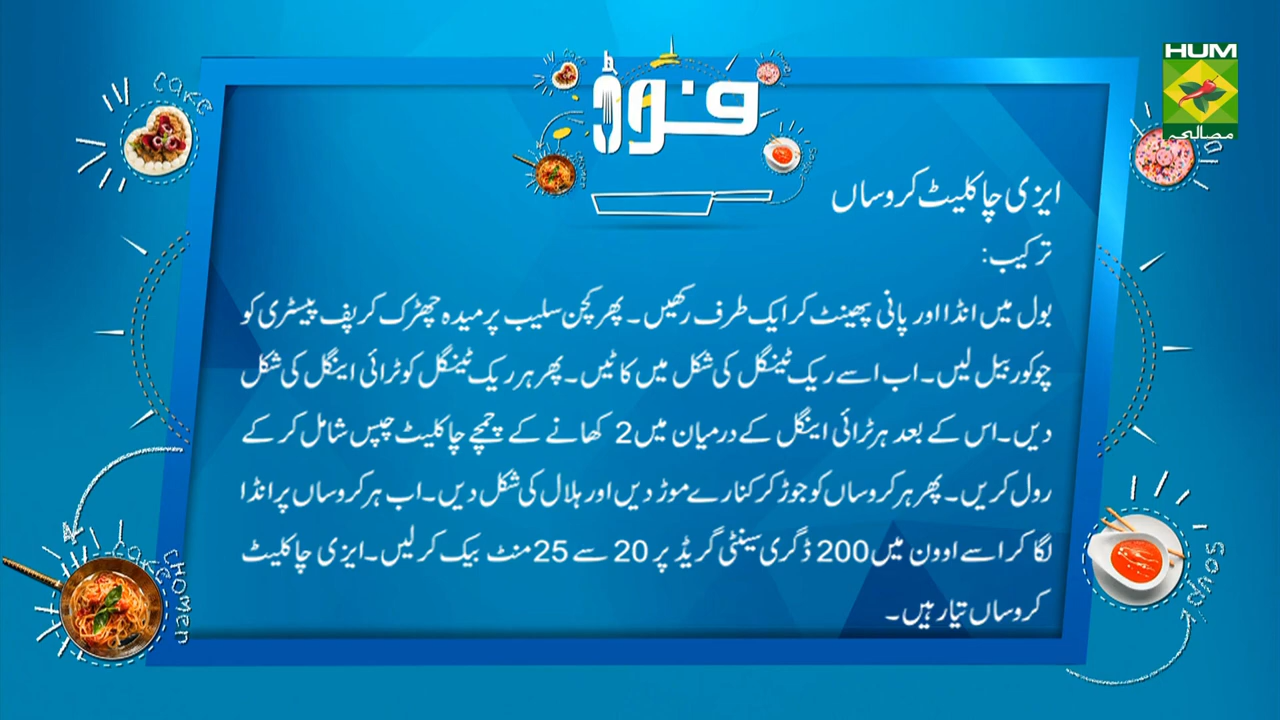 HUM
مصالحہ
فوڈ
cake
CHOMEN
Soup
ایزی چاکلیٹ کروساں
ترکیب:
بول میں انڈا اور پانی پھینٹ کر ایک طرف رکھیں۔ پھر کچن سلیب پر میدہ چھڑک کر پف پیسٹری کو
چوکور بیل لیں۔ اب اسے ریک ٹینگل کی شکل میں کاٹیں۔ پھر ہر ریک ٹینگل کو ٹرائی اینگل کی شکل
دیں۔ اس کے بعد ہر ٹرائی اینگل کے درمیان میں 2 کھانے کے چمچے چاکلیٹ چپس شامل کر کے
رول کریں۔ پھر ہر کروساں کو جوڑ کر کنارے موڑ دیں اور ہلال کی شکل دیں۔ اب ہر کروساں پر انڈا
لگا کر اسے اوون میں 200 ڈگری سینٹی گریڈ پر 20 سے 25 منٹ بیک کر لیں۔ ایزی چاکلیٹ
کروساں تیار ہیں۔